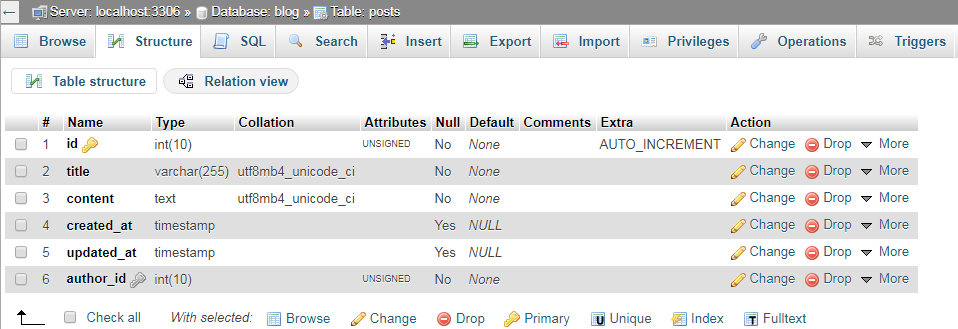 Server: localhost:3306 » Database: blog » Table: posts
Browse Structure SQL Search Insert Export Import Privileges Operations Triggers
Table structure Relation view
# Name Type Collation Attributes Null Default Comments Extra Action
1 id int(10) UNSIGNED No None AUTO_INCREMENT Change Drop More
2 title varchar(255) utf8mb4_unicode_ci No None Change Drop More
3 content text utf8mb4_unicode_ci No None Change Drop More
4 created_at timestamp Yes NULL Change Drop More
5 updated_at timestamp Yes NULL Change Drop More
6 author_id int(10) UNSIGNED No None Change Drop More
Check all With selected: Browse Change Drop Primary Unique Index Fulltext